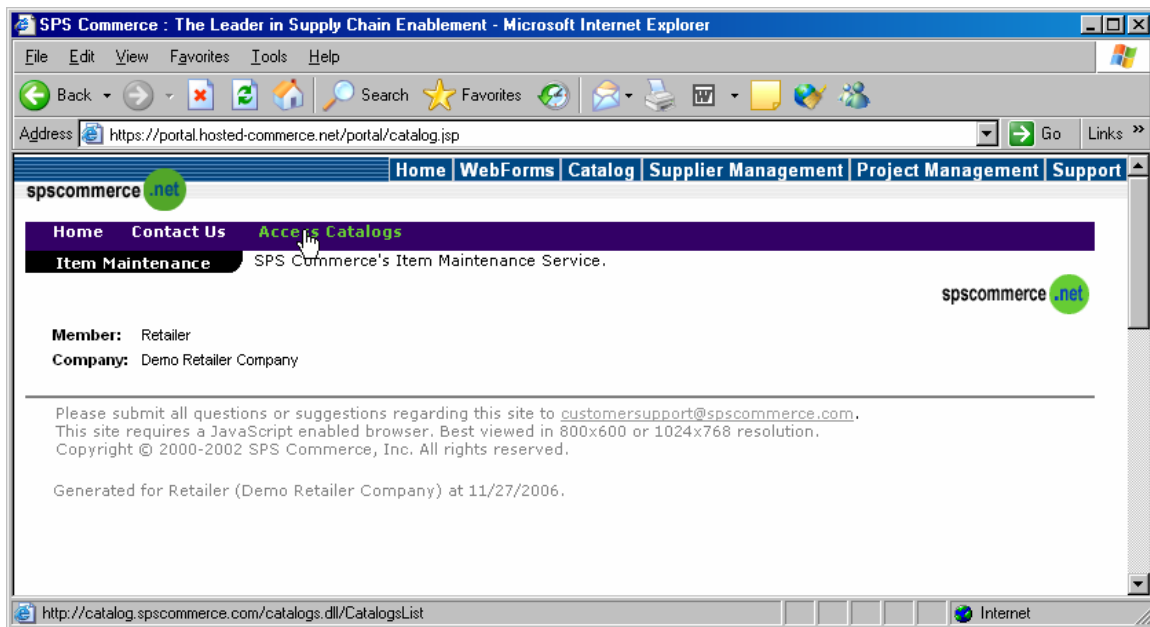 SPS Commerce : The Leader in Supply Chain Enablement - Microsoft Internet Explorer
File Edit View Favorites Tools Help
Back Search Favorites
Address https://portal.hosted-commerce.net/portal/catalog.jsp Go Links »
Home WebForms Catalog Supplier Management Project Management Support
spscommerce .net
Home Contact Us Access Catalogs
Item Maintenance SPS Commerce's Item Maintenance Service.
spscommerce .net
Member: Retailer
Company: Demo Retailer Company
Please submit all questions or suggestions regarding this site to customersupport@spscommerce.com.
This site requires a JavaScript enabled browser. Best viewed in 800x600 or 1024x768 resolution.
Copyright © 2000-2002 SPS Commerce, Inc. All rights reserved.
Generated for Retailer (Demo Retailer Company) at 11/27/2006.
http://catalog.spscommerce.com/catalogs.dll/CatalogsList Internet